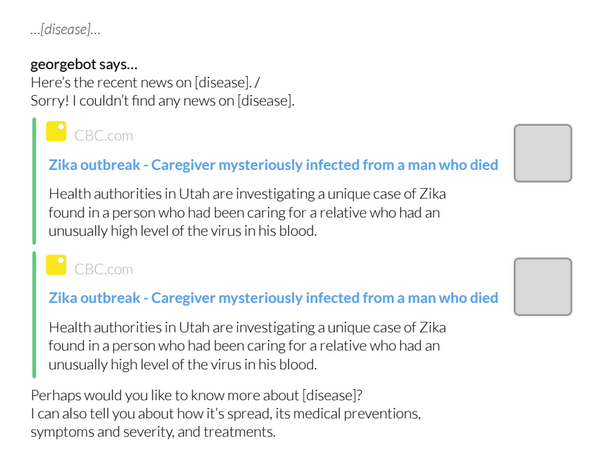 ...[disease]...
georgebot says...
Here's the recent news on [disease]. /
Sorry! I couldn't find any news on [disease].
CBC.com
Zika outbreak - Caregiver mysteriously infected from a man who died
Health authorities in Utah are investigating a unique case of Zika
found in a person who had been caring for a relative who had an
unusually high level of the virus in his blood.
CBC.com
Zika outbreak - Caregiver mysteriously infected from a man who died
Health authorities in Utah are investigating a unique case of Zika
found in a person who had been caring for a relative who had an
unusually high level of the virus in his blood.
Perhaps would you like to know more about [disease]?
I can also tell you about how it's spread, its medical preventions,
symptoms and severity, and treatments.